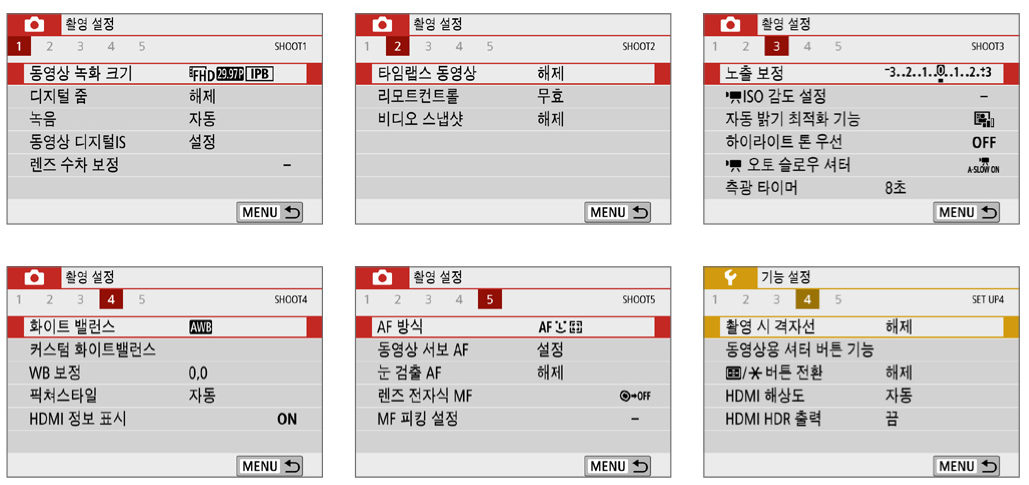 촬영 설정
1 2 3 4 5 SHOOT1
동영상 녹화 크기 FHD 29.97P IPB
디지털 줌 해제
녹음 자동
동영상 디지털IS 설정
렌즈 수차 보정 –
MENU
촬영 설정
1 2 3 4 5 SHOOT2
타임랩스 동영상 해제
리모트컨트롤 무효
비디오 스냅샷 해제
MENU
촬영 설정
1 2 3 4 5 SHOOT3
노출 보정 -3..2..1..0..1..2.+3
ISO 감도 설정 –
자동 밝기 최적화 기능
하이라이트 톤 우선 OFF
오토 슬로우 셔터 A-SLOW ON
측광 타이머 8초
MENU
촬영 설정
1 2 3 4 5 SHOOT4
화이트 밸런스 AWB
커스텀 화이트밸런스
WB 보정 0,0
픽쳐스타일 자동
HDMI 정보 표시 ON
MENU
촬영 설정
1 2 3 4 5 SHOOT5
AF 방식 AF
동영상 서보 AF 설정
눈 검출 AF 해제
렌즈 전자식 MF OFF
MF 피킹 설정 –
MENU
기능 설정
1 2 3 4 5 SET UP4
촬영 시 격자선 해제
동영상용 셔터 버튼 기능
/ 버튼 전환 해제
HDMI 해상도 자동
HDMI HDR 출력 끔
MENU